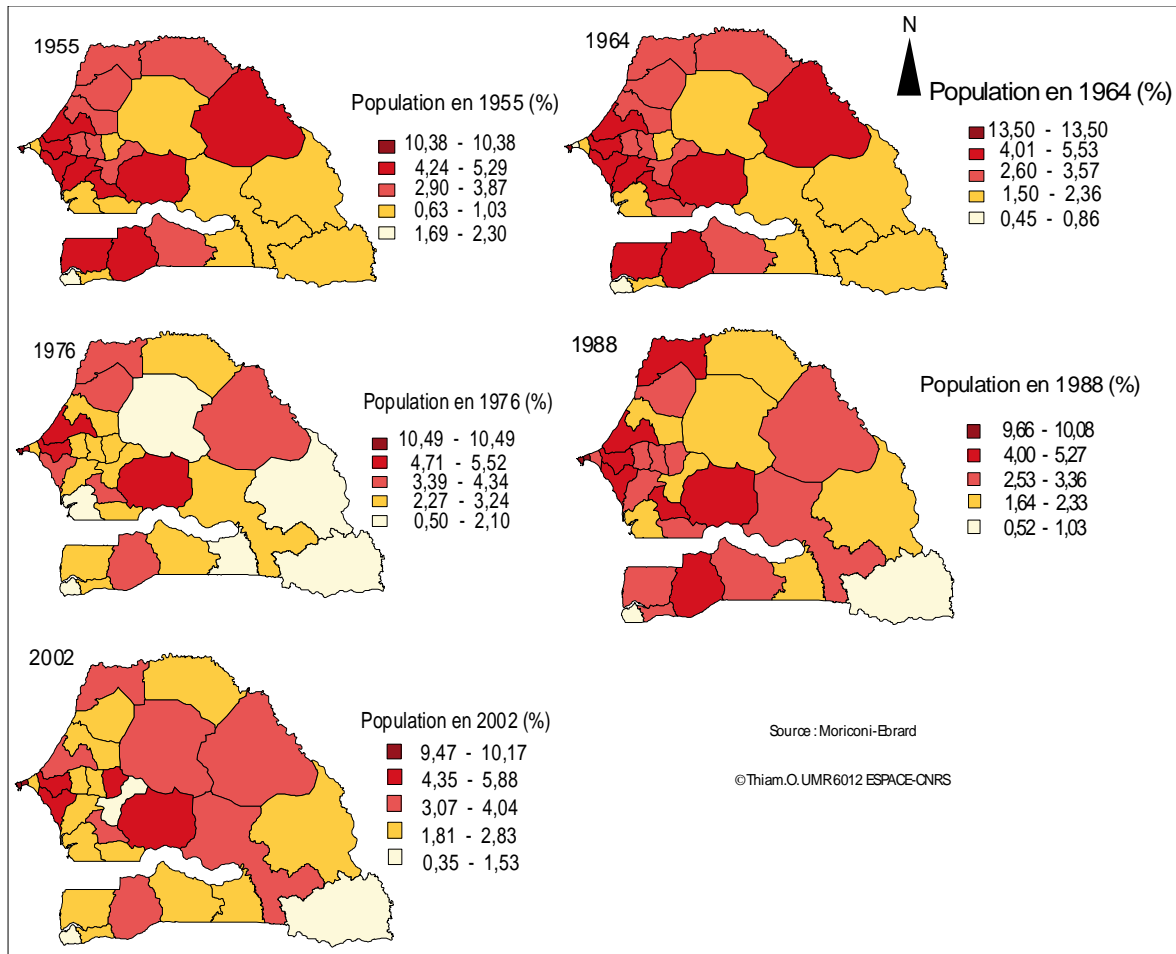 1955
Population en 1955 (%)
10,38 - 10,38
4,24 - 5,29
2,90 - 3,87
0,63 - 1,03
1,69 - 2,30
1964
N
Population en 1964 (%)
13,50 - 13,50
4,01 - 5,53
2,60 - 3,57
1,50 - 2,36
0,45 - 0,86
1976
Population en 1976 (%)
10,49 - 10,49
4,71 - 5,52
3,39 - 4,34
2,27 - 3,24
0,50 - 2,10
1988
Population en 1988 (%)
9,66 - 10,08
4,00 - 5,27
2,53 - 3,36
1,64 - 2,33
0,52 - 1,03
2002
Population en 2002 (%)
9,47 - 10,17
4,35 - 5,88
3,07 - 4,04
1,81 - 2,83
0,35 - 1,53
Source : Moriconi-Ebrard
©Thiam.O. UMR 6012 ESPACE-CNRS